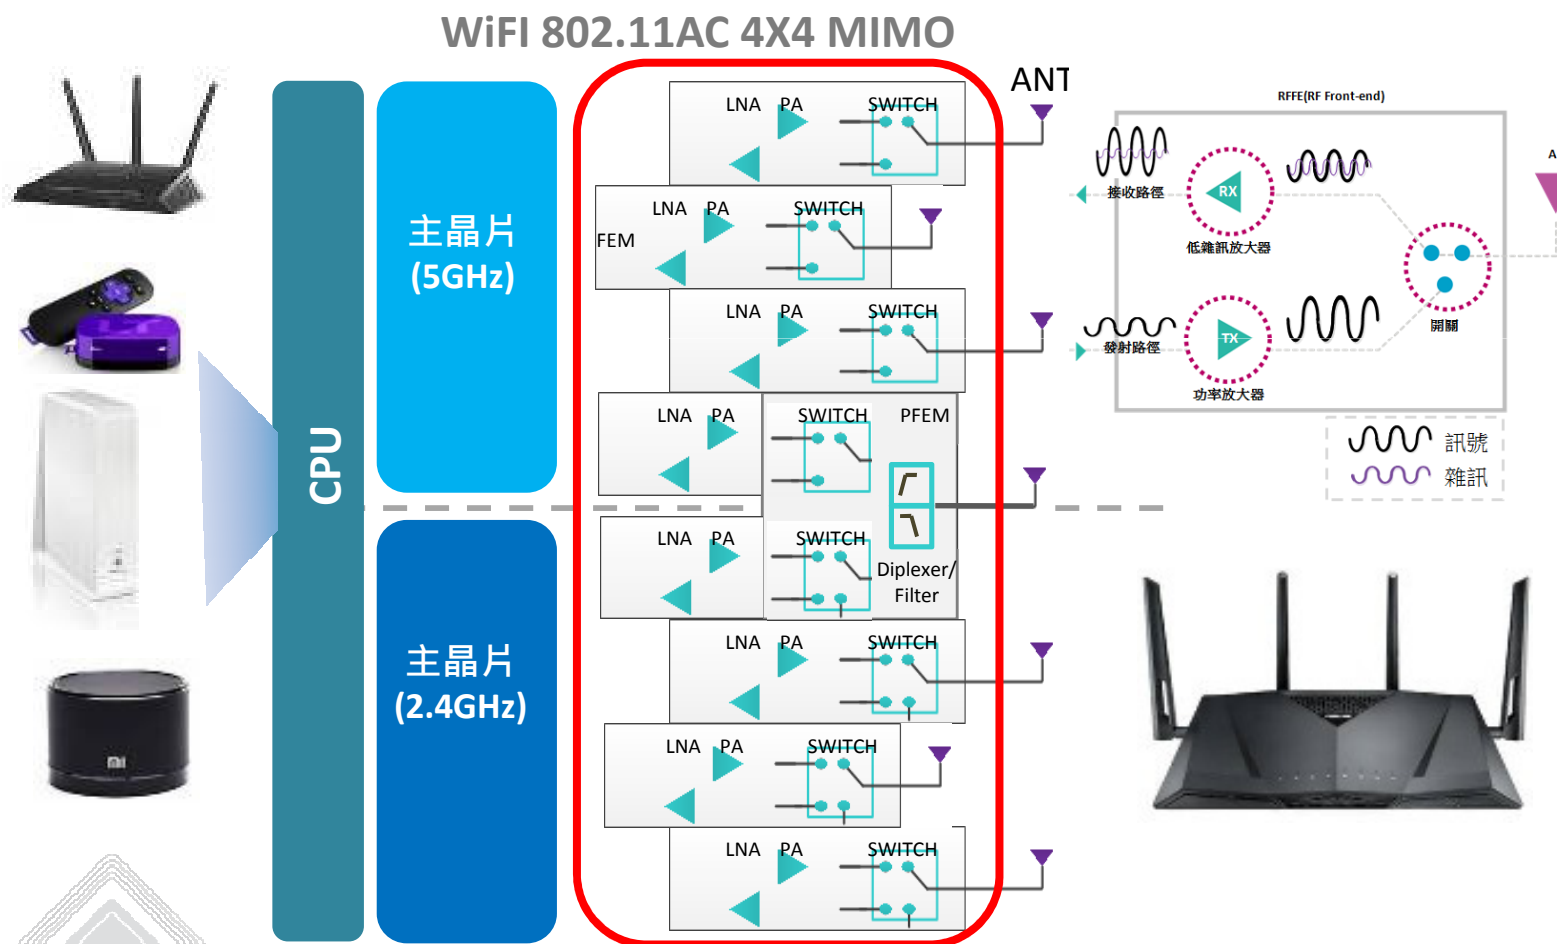 WiFI 802.11AC 4X4 MIMO
CPU
主晶片
(5GHz)
主晶片
(2.4GHz)
ANT
LNA PA SWITCH
FEM
LNA PA SWITCH
LNA PA SWITCH
LNA PA SWITCH PFEM
LNA PA SWITCH
Diplexer/
Filter
LNA PA SWITCH
LNA PA SWITCH
LNA PA SWITCH
RFFE(RF Front-end)
A
接收路徑
RX
低雜訊放大器
開關
發射路徑
TX
功率放大器
訊號
雜訊